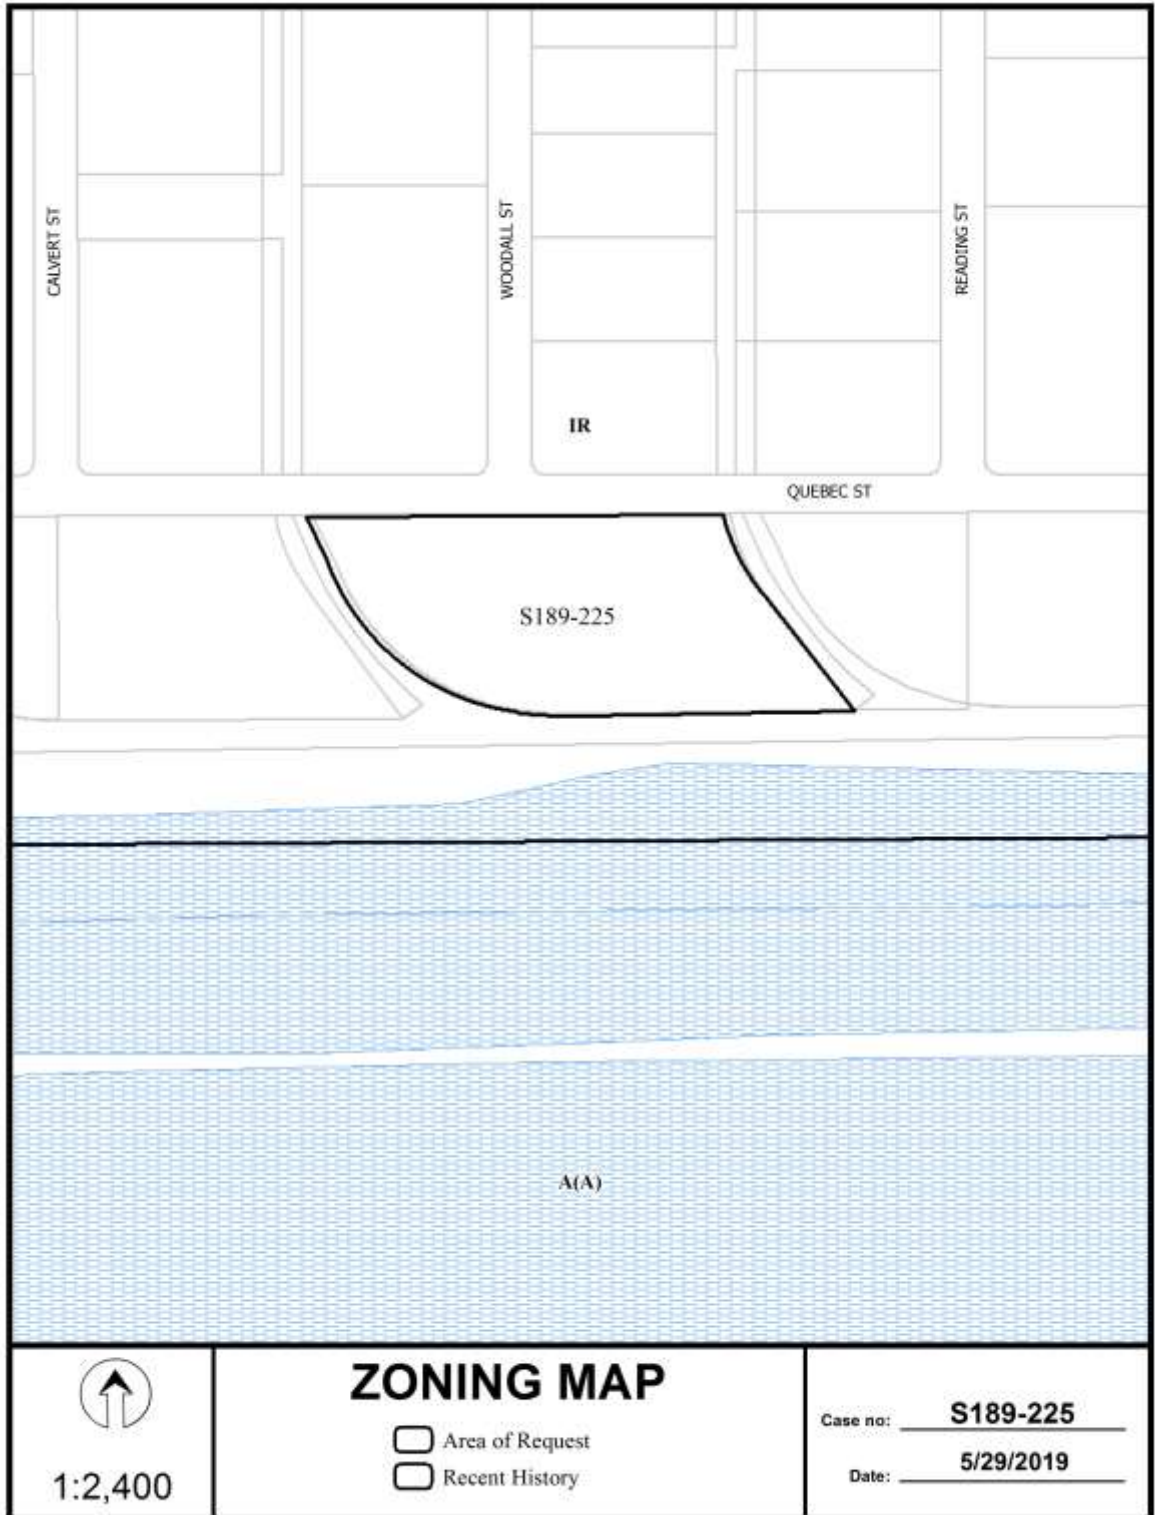 CALVERT ST
WOODALL ST
READING ST
IR
QUEBEC ST
S189-225
A(A)
1:2,400
ZONING MAP
Area of Request
Recent History
Case no: S189-225
Date: 5/29/2019